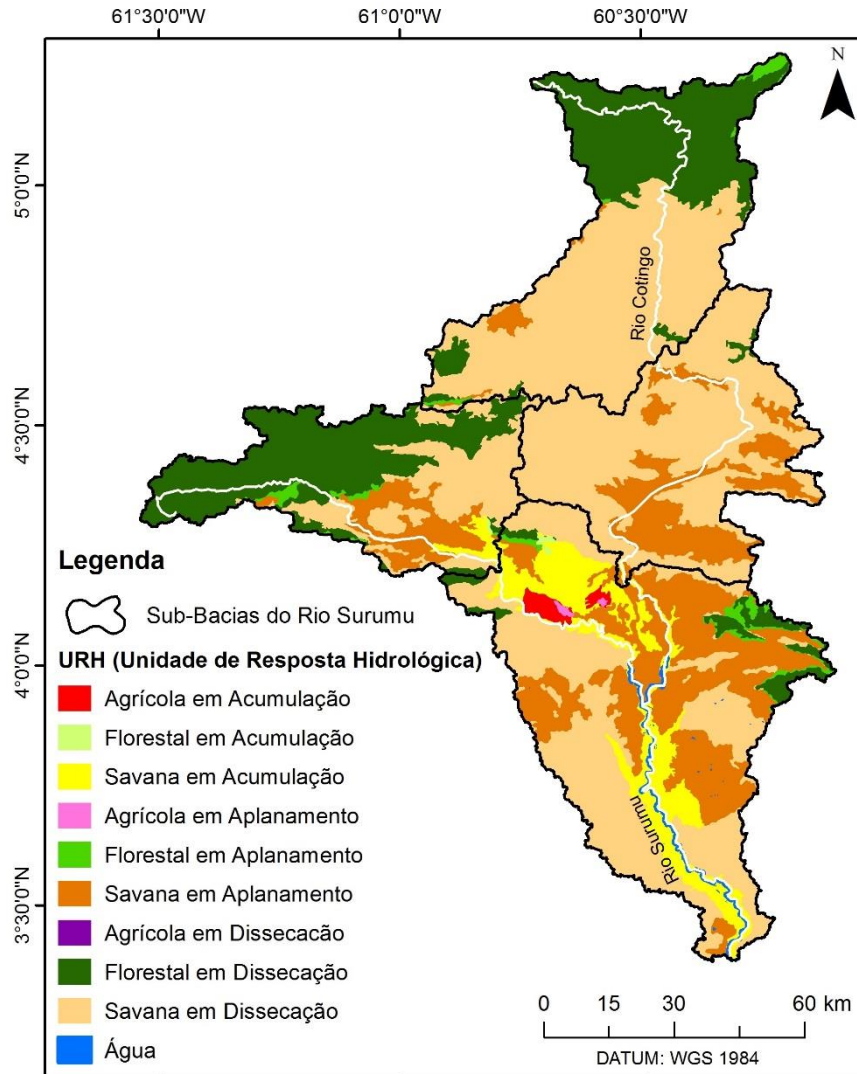 61°30'0"W 61°0'0"W 60°30'0"W
N
5°0'0"N
4°30'0"N
4°0'0"N
3°30'0"N
Rio Cotingo
Rio Surumu
Legenda
Sub-Bacias do Rio Surumu
URH (Unidade de Resposta Hidrológica)
Agrícola em Acumulação
Florestal em Acumulação
Savana em Acumulação
Agrícola em Aplanamento
Florestal em Aplanamento
Savana em Aplanamento
Agrícola em Dissecacão
Florestal em Dissecação
Savana em Dissecação
Água
0 15 30 60 km
DATUM: WGS 1984